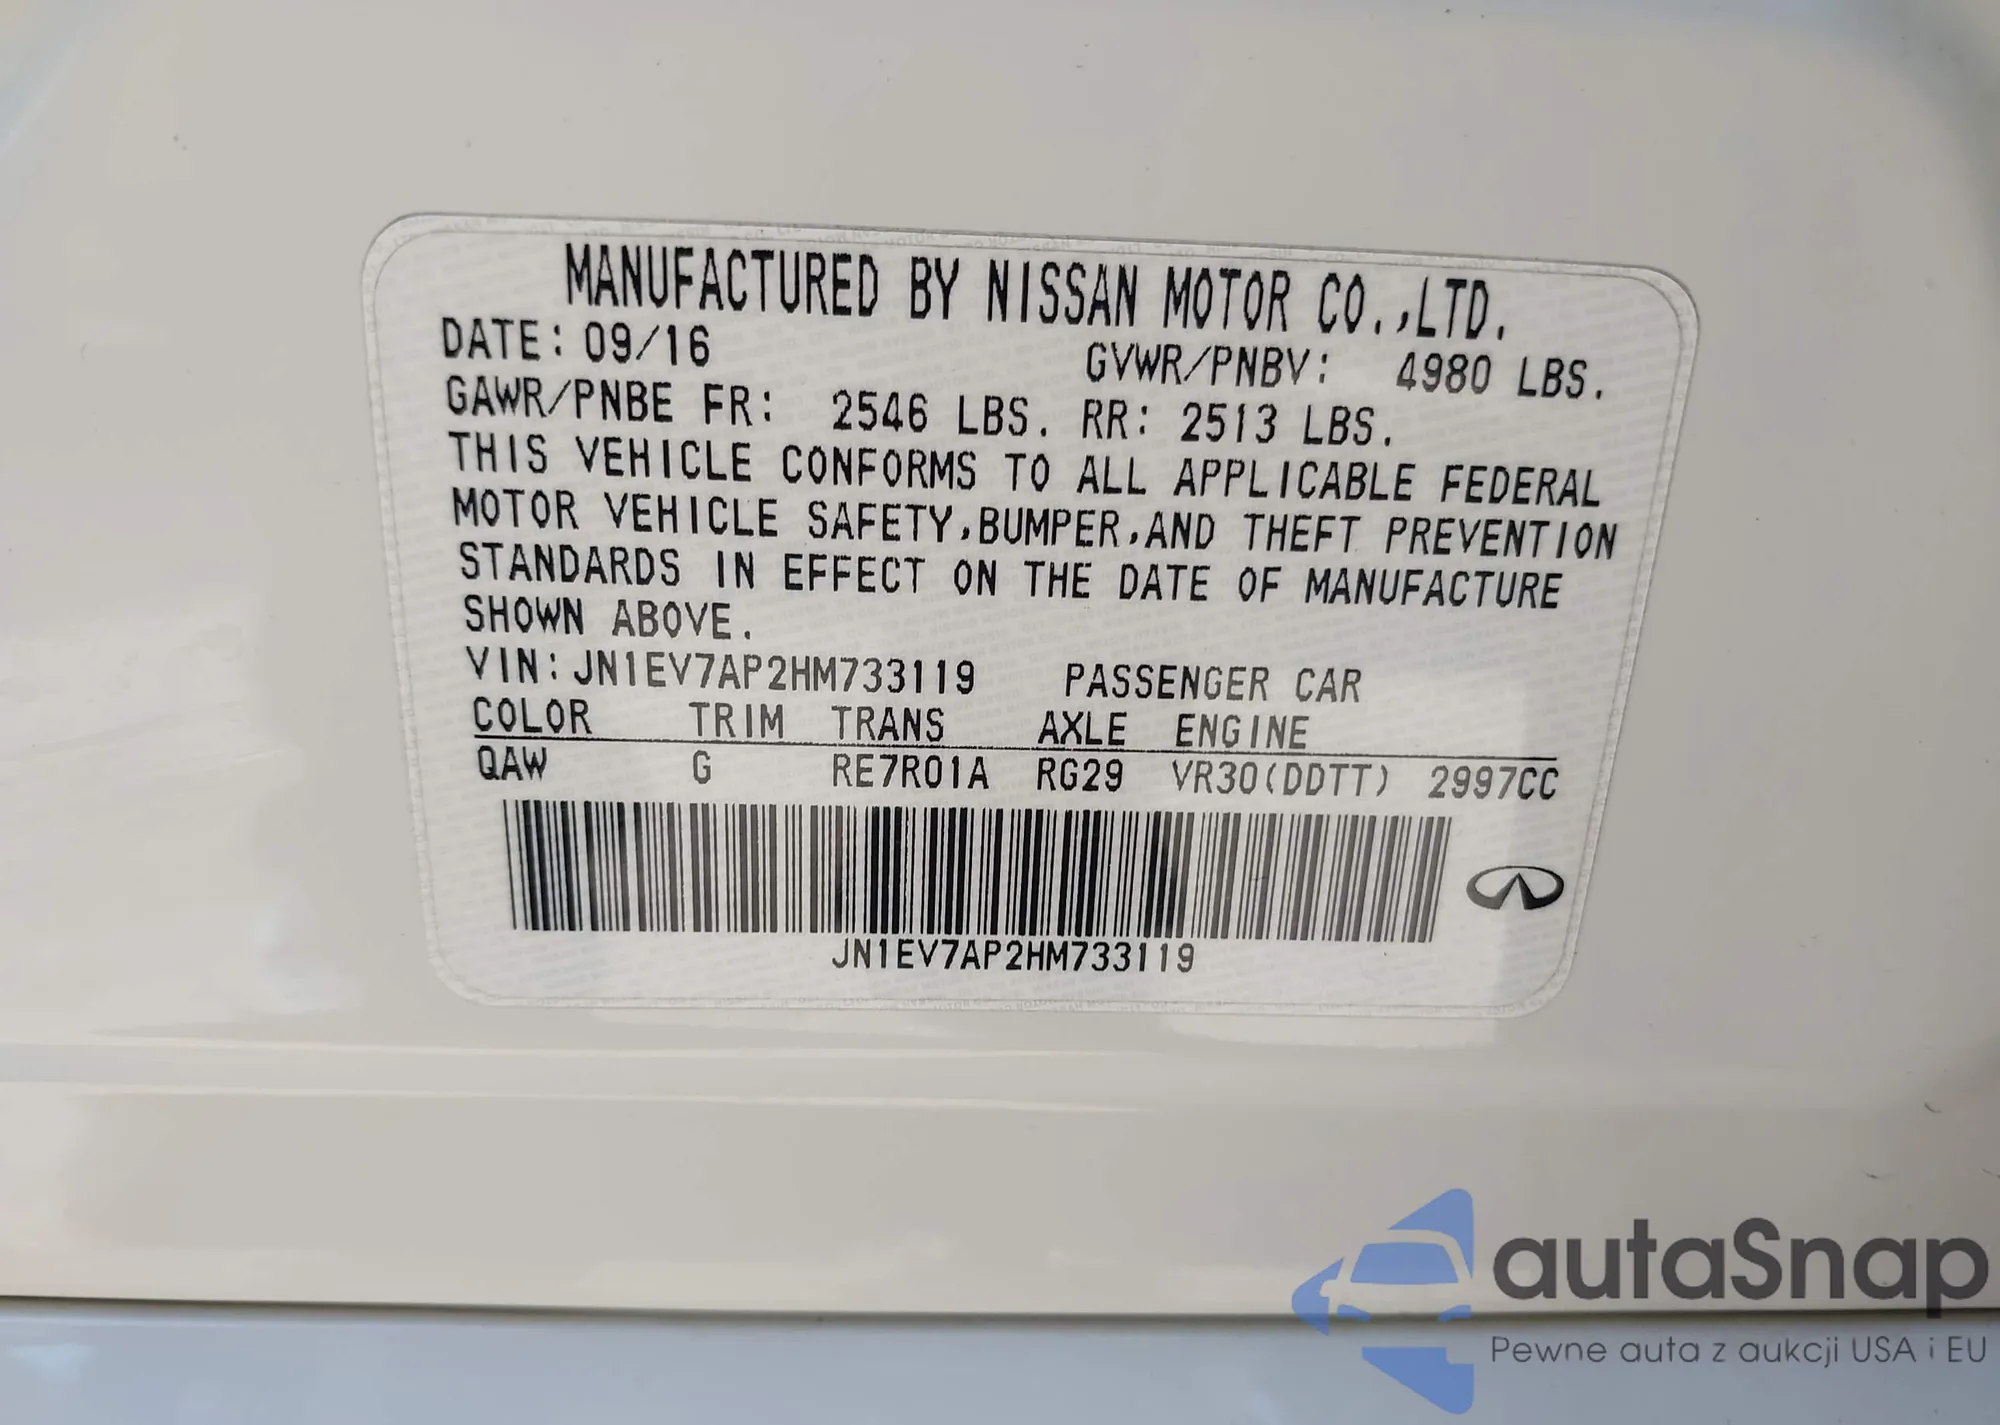 MANUFACTURED BY NISSAN MOTOR CO.,LTD.
DATE: 09/16 GVWR/PNBV: 4980 LBS.
GAWR/PNBE FR: 2546 LBS. RR: 2513 LBS.
THIS VEHICLE CONFORMS TO ALL APPLICABLE FEDERAL
MOTOR VEHICLE SAFETY,BUMPER,AND THEFT PREVENTION
STANDARDS IN EFFECT ON THE DATE OF MANUFACTURE
SHOWN ABOVE.
VIN:JN1EV7AP2HM733119 PASSENGER CAR
COLOR TRIM TRANS AXLE ENGINE
QAW G RE7R01A RG29 VR30(DDTT) 2997CC
JN1EV7AP2HM733119
autaSnap
Pewne auta z aukcji USA i EU